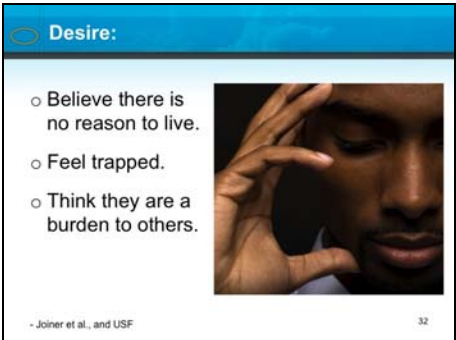 Desire:
o Believe there is
no reason to live.
o Feel trapped.
o Think they are a
burden to others.
- Joiner et al., and USF
32